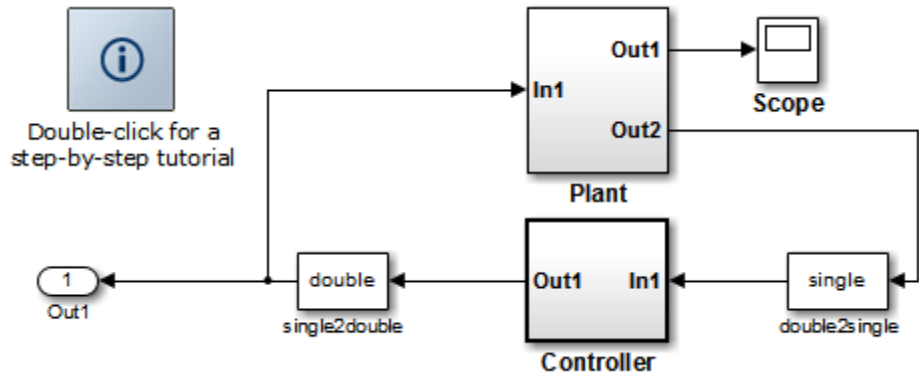 Out1
In1
Out2
Plant
Scope
Double-click for a
step-by-step tutorial
1
Out1
double
single2double
Out1
In1
Controller
single
double2single